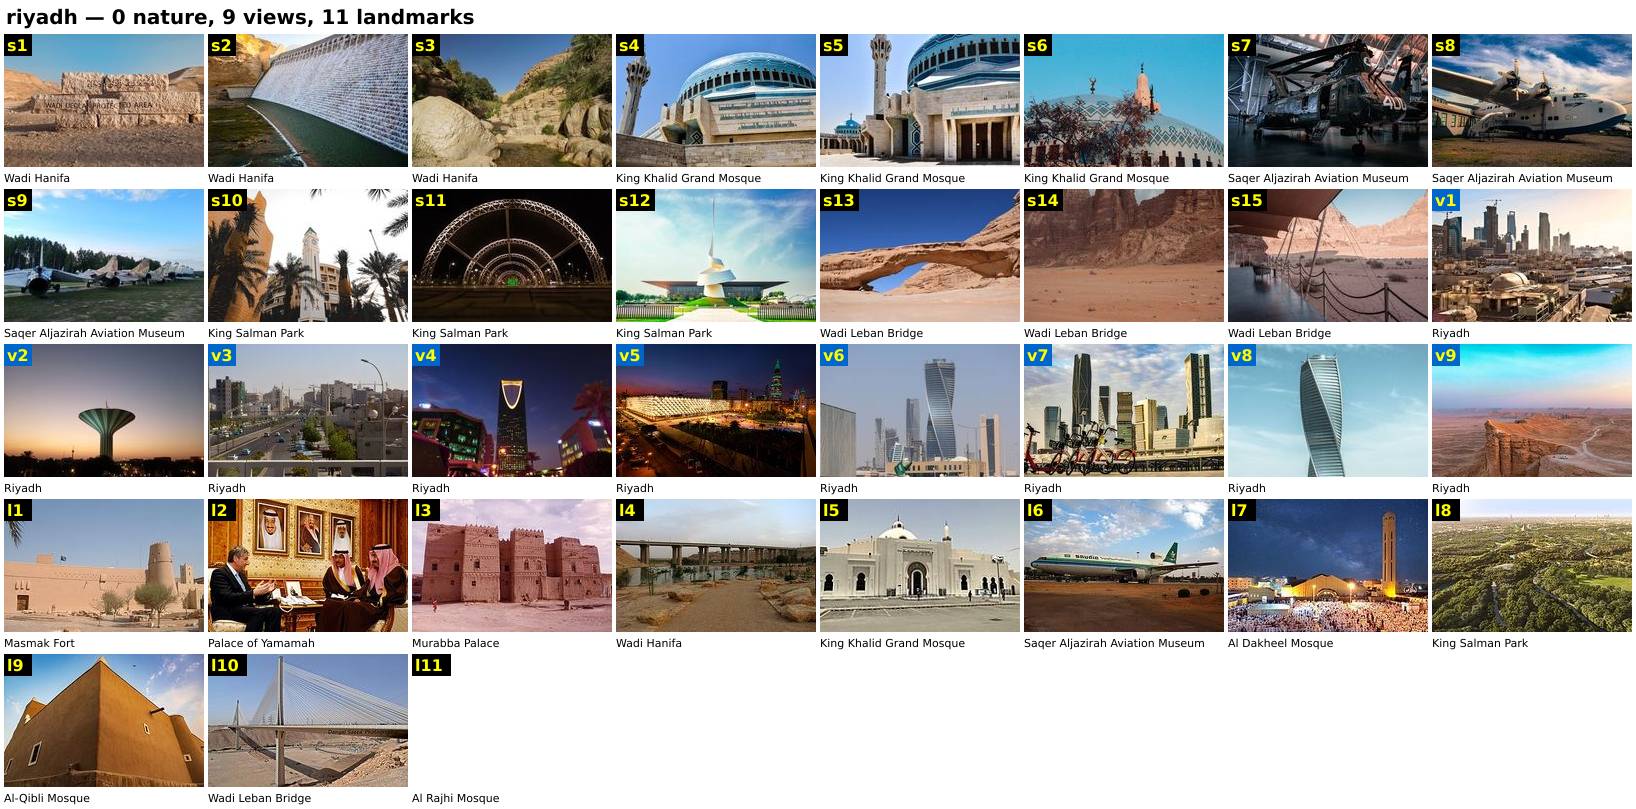 riyadh — 0 nature, 9 views, 11 landmarks
s1 s2 s3 s4 s5 s6 s7 s8
WADI DEGLA PROTECTED AREA
400
Wadi Hanifa Wadi Hanifa Wadi Hanifa King Khalid Grand Mosque King Khalid Grand Mosque King Khalid Grand Mosque Saqer Aljazirah Aviation Museum Saqer Aljazirah Aviation Museum
s9 s10 s11 s12 s13 s14 s15 v1
Saqer Aljazirah Aviation Museum King Salman Park King Salman Park King Salman Park Wadi Leban Bridge Wadi Leban Bridge Wadi Leban Bridge Riyadh
v2 v3 v4 v5 v6 v7 v8 v9
Riyadh Riyadh Riyadh Riyadh Riyadh Riyadh Riyadh Riyadh
l1 l2 l3 l4 l5 l6 l7 l8
saudia
Masmak Fort Palace of Yamamah Murabba Palace Wadi Hanifa King Khalid Grand Mosque Saqer Aljazirah Aviation Museum Al Dakheel Mosque King Salman Park
l9 l10 l11
Al-Qibli Mosque Wadi Leban Bridge Al Rajhi Mosque